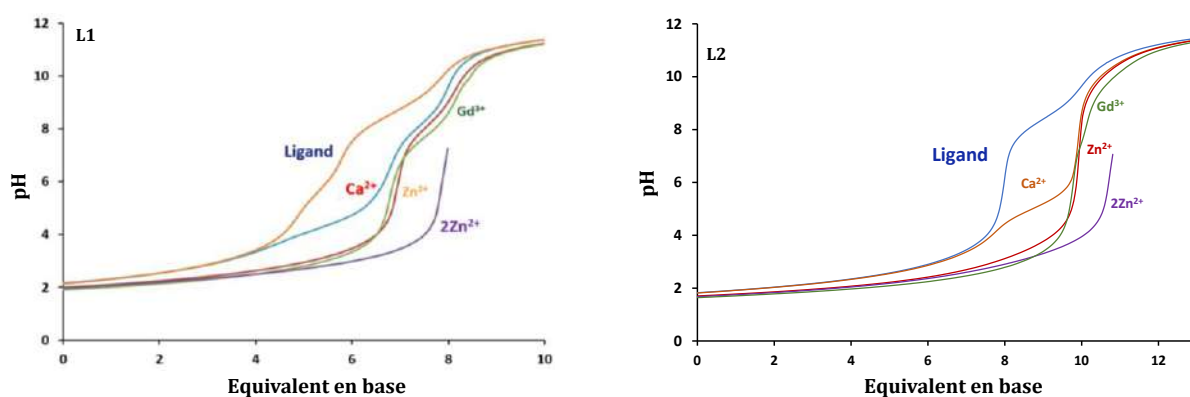 L1
12
10
8
6
4
2
0
pH
Ligand
Ca²⁺
Zn²⁺
Gd³⁺
2Zn²⁺
0 2 4 6 8 10
Equivalent en base
L2
12
10
8
6
4
2
0
pH
Ligand
Gd³⁺
Zn²⁺
Ca²⁺
2Zn²⁺
0 2 4 6 8 10 12
Equivalent en base